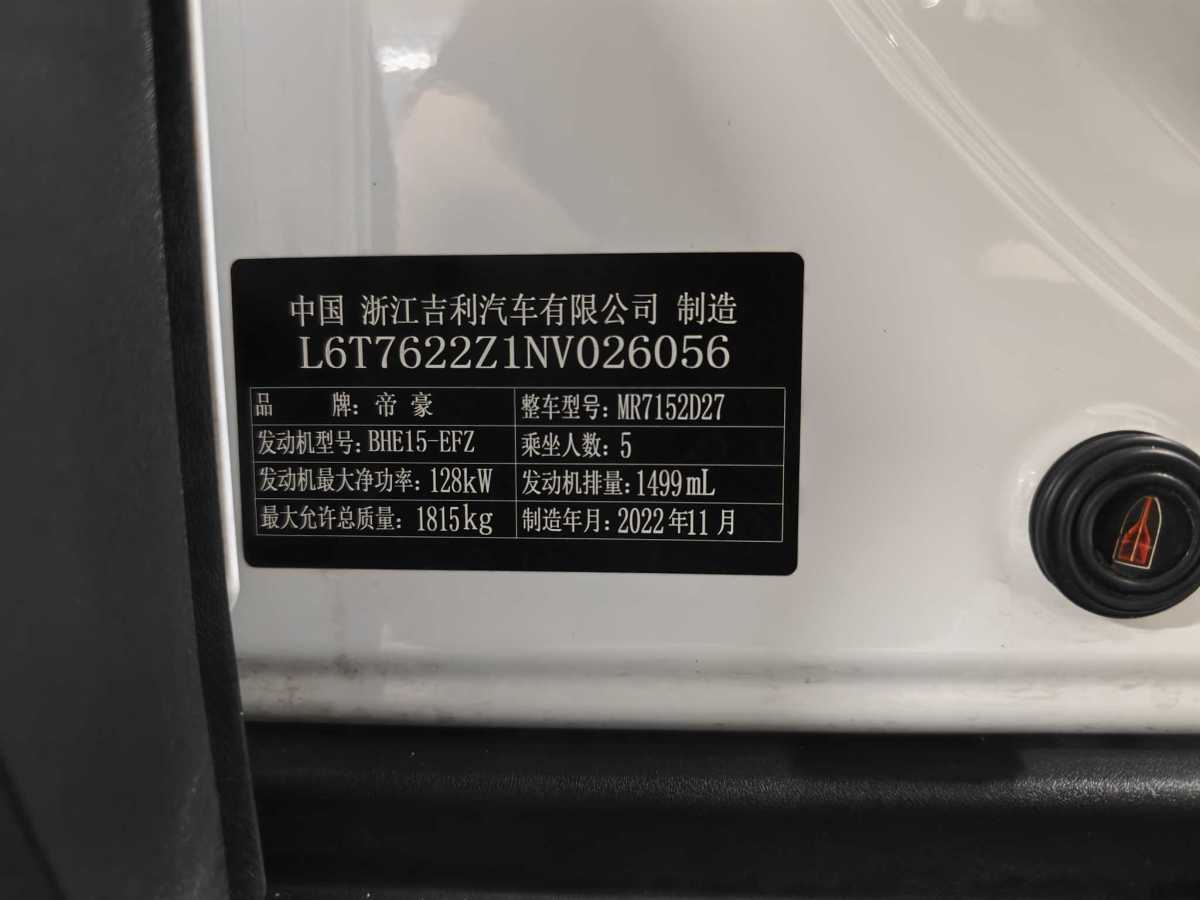 中国 浙江吉利汽车有限公司 制造
L6T7622Z1NV026056
品 牌：帝豪 整车型号：MR7152D27
发动机型号：BHE15-EFZ 乘坐人数：5
发动机最大净功率：128kW 发动机排量：1499mL
最大允许总质量：1815kg 制造年月：2022年11月